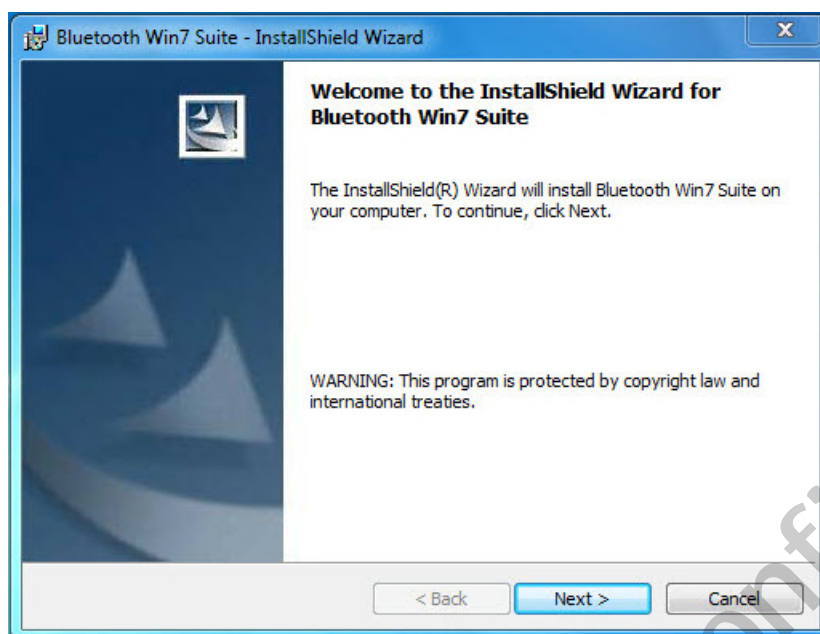 Bluetooth Win7 Suite - InstallShield Wizard
Welcome to the InstallShield Wizard for
Bluetooth Win7 Suite
The InstallShield(R) Wizard will install Bluetooth Win7 Suite on
your computer. To continue, click Next.
WARNING: This program is protected by copyright law and
international treaties.
< Back
Next >
Cancel